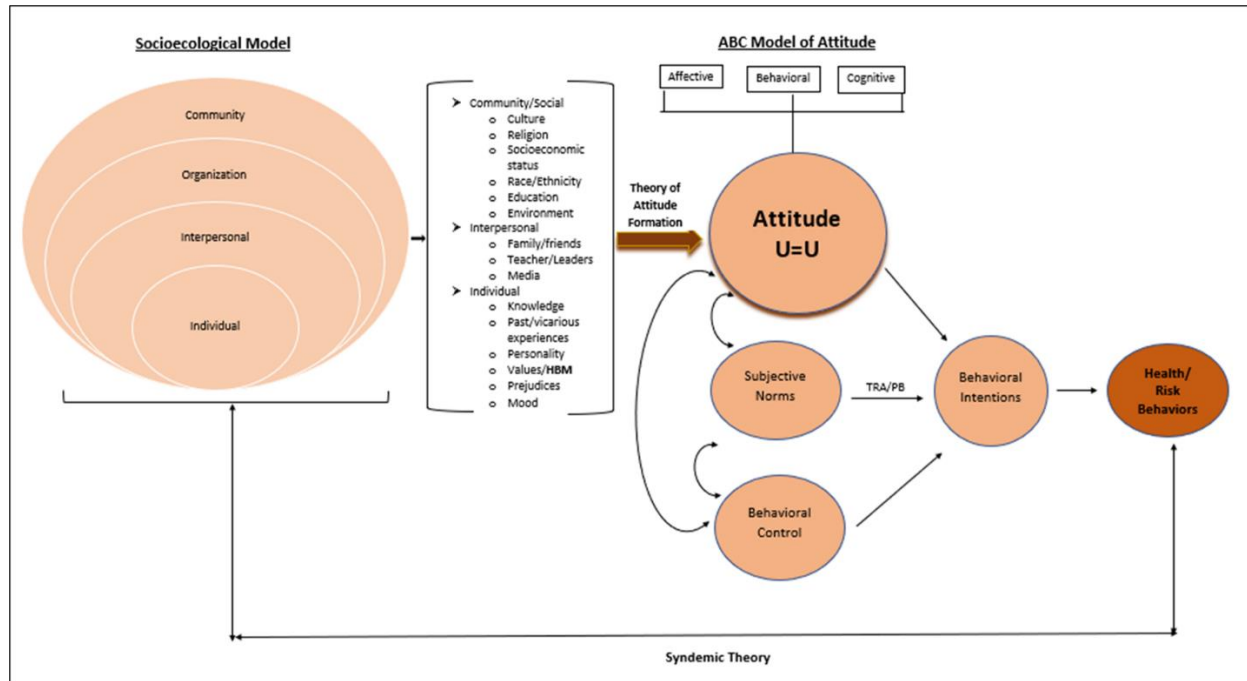 Socioecological Model
Community
Organization
Interpersonal
Individual
➤ Community/Social
o Culture
o Religion
o Socioeconomic
status
o Race/Ethnicity
o Education
o Environment
➤ Interpersonal
o Family/friends
o Teacher/Leaders
o Media
➤ Individual
o Knowledge
o Past/vicarious
experiences
o Personality
o Values/HBM
o Prejudices
o Mood
Theory of
Attitude
Formation
ABC Model of Attitude
Affective
Behavioral
Cognitive
Attitude
U=U
Subjective
Norms
TRA/PB
Behavioral
Control
Behavioral
Intentions
Health/
Risk
Behaviors
Syndemic Theory